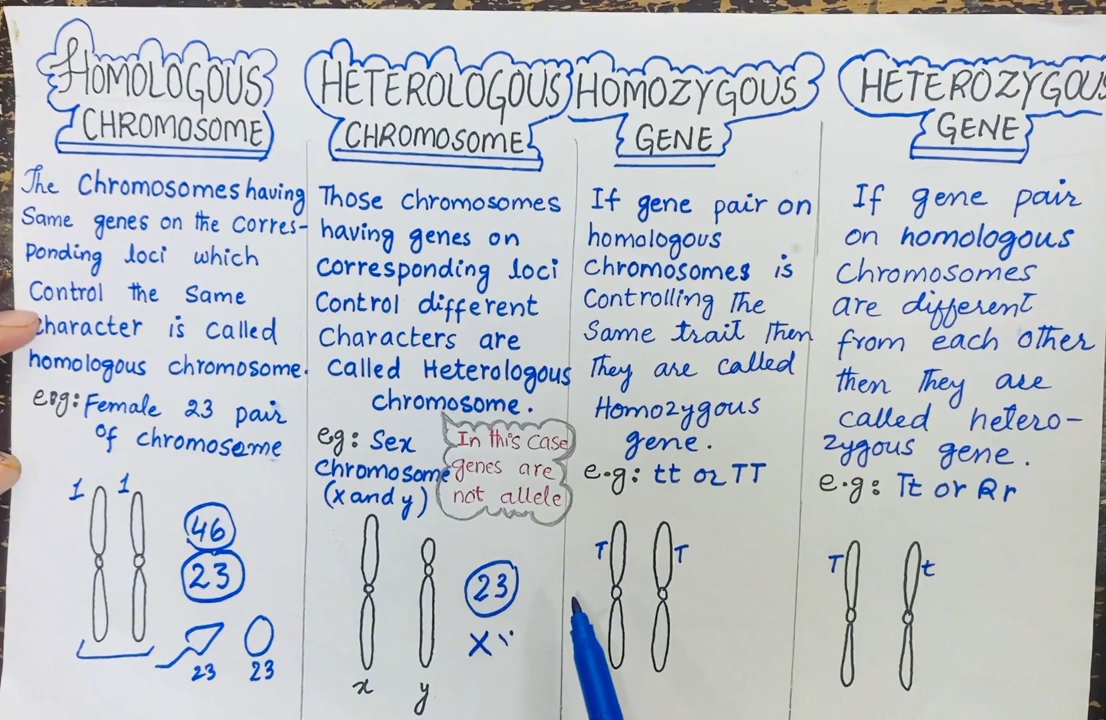 HOMOLOGOUS
CHROMOSOME
The Chromosomes having
Same genes on the Corres-
ponding loci which
Control the Same
character is called
homologous chromosome.
eg: Female 23 pair
of chromosome
1 1
46
23
23 23
HETEROLOGOUS
CHROMOSOME
Those chromosomes
having genes on
corresponding loci
Control different
Characters are
called Heterologous
chromosome.
eg: Sex
chromosome
(x and y)
In this case
genes are
not allele
23
X
x y
HOMOZYGOUS
GENE
If gene pair on
homologous
chromosomes is
Controlling The
Same trait Then
They are called
Homozygous
gene.
e.g: tt or TT
T T
HETEROZYGOUS
GENE
If gene pair
on homologous
Chromosomes
are different
from each other
then They are
called hetero-
zygous gene.
e.g: Tt or Rr
T t